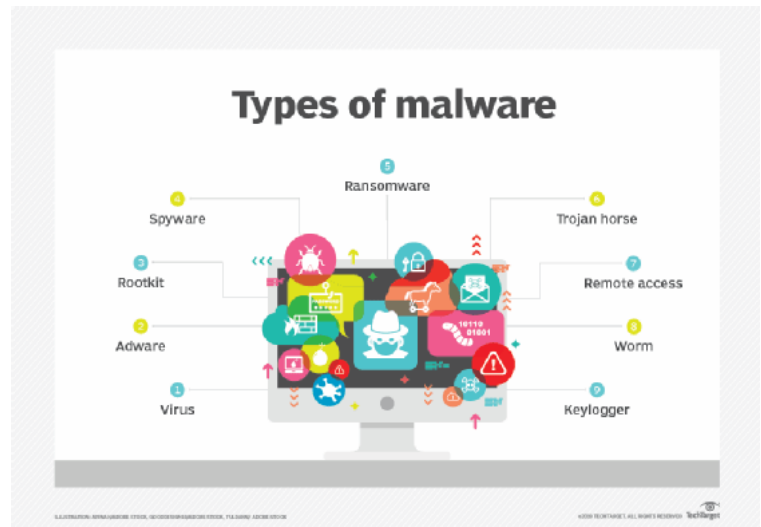 Types of malware
5
Ransomware
4
Spyware
6
Trojan horse
3
Rootkit
7
Remote access
2
Adware
8
Worm
1
Virus
9
Keylogger
10110
01001
TechTarget